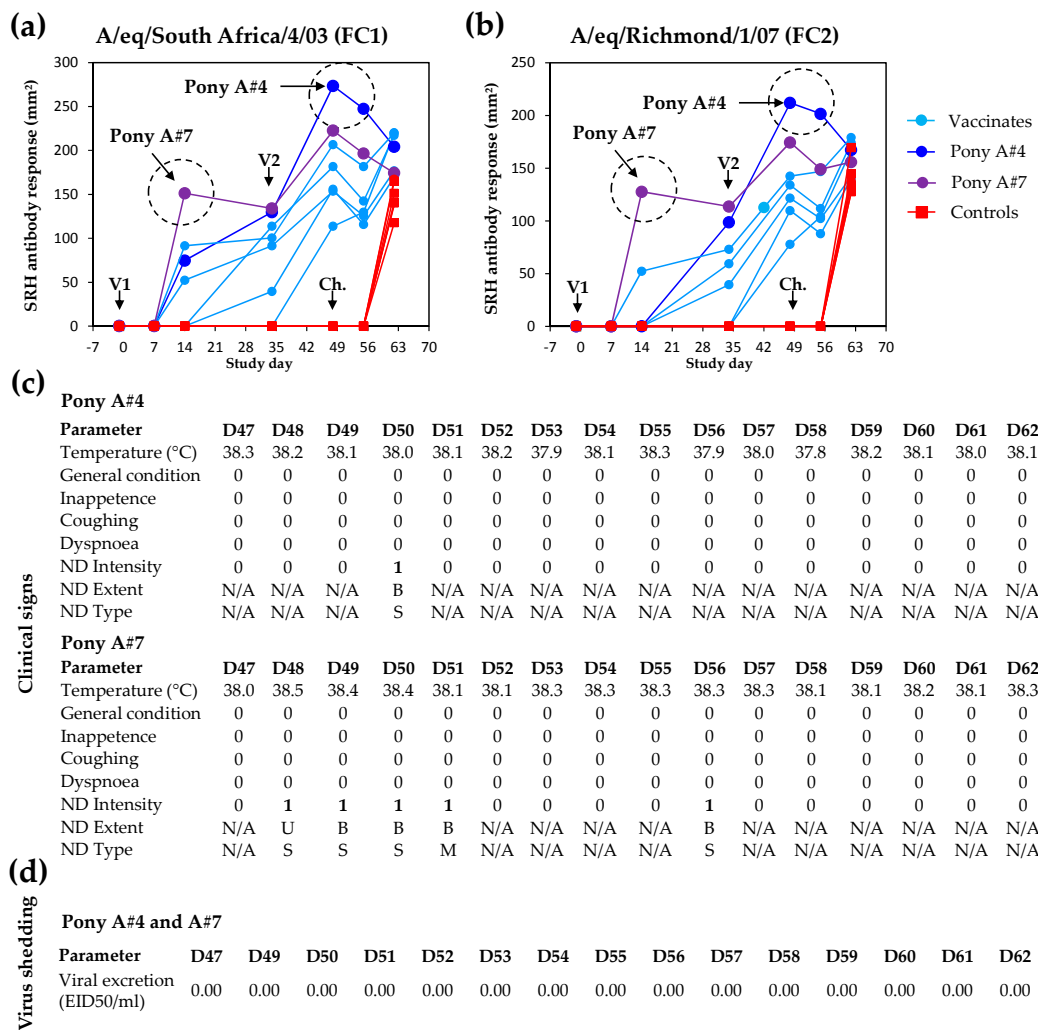 (a)
A/eq/South Africa/4/03 (FC1)
SRH antibody response (mm²)
300
250
200
150
100
50
0
-7 0 7 14 21 28 35 42 49 56 63 70
Study day
Pony A#4
Pony A#7
V2
V1
Ch.
(b)
A/eq/Richmond/1/07 (FC2)
SRH antibody response (mm²)
250
200
150
100
50
0
-7 0 7 14 21 28 35 42 49 56 63 70
Study day
Pony A#4
Pony A#7
V2
V1
Ch.
Vaccinates
Pony A#4
Pony A#7
Controls
(c)
Clinical signs
Pony A#4
Parameter D47 D48 D49 D50 D51 D52 D53 D54 D55 D56 D57 D58 D59 D60 D61 D62
Temperature (°C) 38.3 38.2 38.1 38.0 38.1 38.2 37.9 38.1 38.3 37.9 38.0 37.8 38.2 38.1 38.0 38.1
General condition 0 0 0 0 0 0 0 0 0 0 0 0 0 0 0 0
Inappetence 0 0 0 0 0 0 0 0 0 0 0 0 0 0 0 0
Coughing 0 0 0 0 0 0 0 0 0 0 0 0 0 0 0 0
Dyspnoea 0 0 0 0 0 0 0 0 0 0 0 0 0 0 0 0
ND Intensity 0 0 0 1 0 0 0 0 0 0 0 0 0 0 0 0
ND Extent N/A N/A N/A B N/A N/A N/A N/A N/A N/A N/A N/A N/A N/A N/A N/A
ND Type N/A N/A N/A S N/A N/A N/A N/A N/A N/A N/A N/A N/A N/A N/A N/A
Pony A#7
Parameter D47 D48 D49 D50 D51 D52 D53 D54 D55 D56 D57 D58 D59 D60 D61 D62
Temperature (°C) 38.0 38.5 38.4 38.4 38.1 38.1 38.3 38.3 38.3 38.3 38.3 38.1 38.1 38.2 38.1 38.3
General condition 0 0 0 0 0 0 0 0 0 0 0 0 0 0 0 0
Inappetence 0 0 0 0 0 0 0 0 0 0 0 0 0 0 0 0
Coughing 0 0 0 0 0 0 0 0 0 0 0 0 0 0 0 0
Dyspnoea 0 0 0 0 0 0 0 0 0 0 0 0 0 0 0 0
ND Intensity 0 1 1 1 1 0 0 0 0 1 0 0 0 0 0 0
ND Extent N/A U B B B N/A N/A N/A N/A B N/A N/A N/A N/A N/A N/A
ND Type N/A S S S M N/A N/A N/A N/A S N/A N/A N/A N/A N/A N/A
(d)
Virus shedding
Pony A#4 and A#7
Parameter D47 D49 D50 D51 D52 D53 D54 D55 D56 D57 D58 D59 D60 D61 D62
Viral excretion
(EID50/ml) 0.00 0.00 0.00 0.00 0.00 0.00 0.00 0.00 0.00 0.00 0.00 0.00 0.00 0.00 0.00